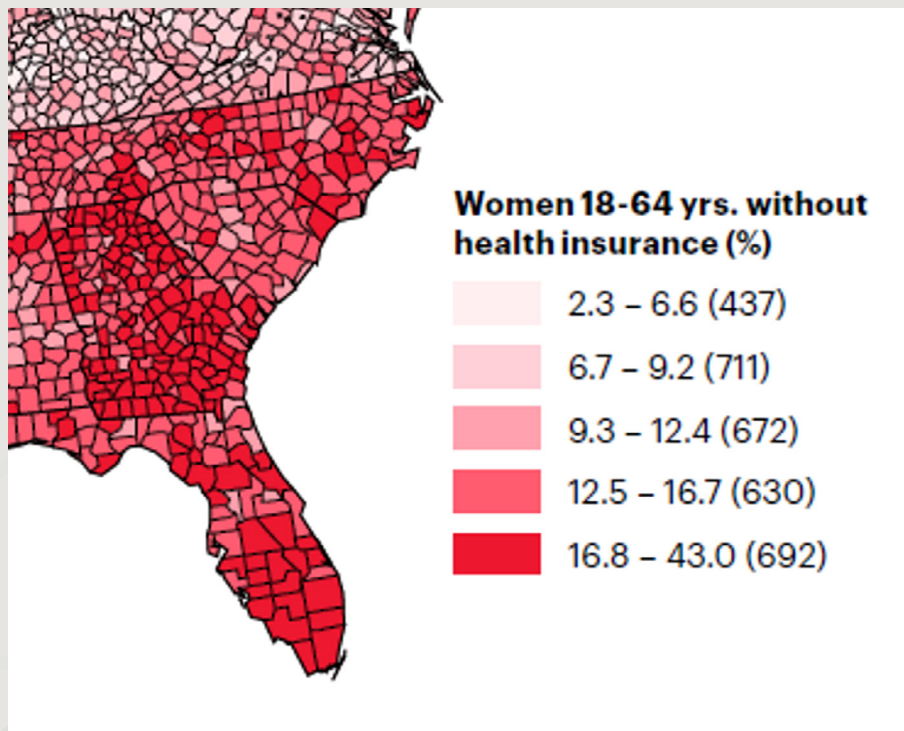 Women 18-64 yrs. without
health insurance (%)
2.3 – 6.6 (437)
6.7 – 9.2 (711)
9.3 – 12.4 (672)
12.5 – 16.7 (630)
16.8 – 43.0 (692)